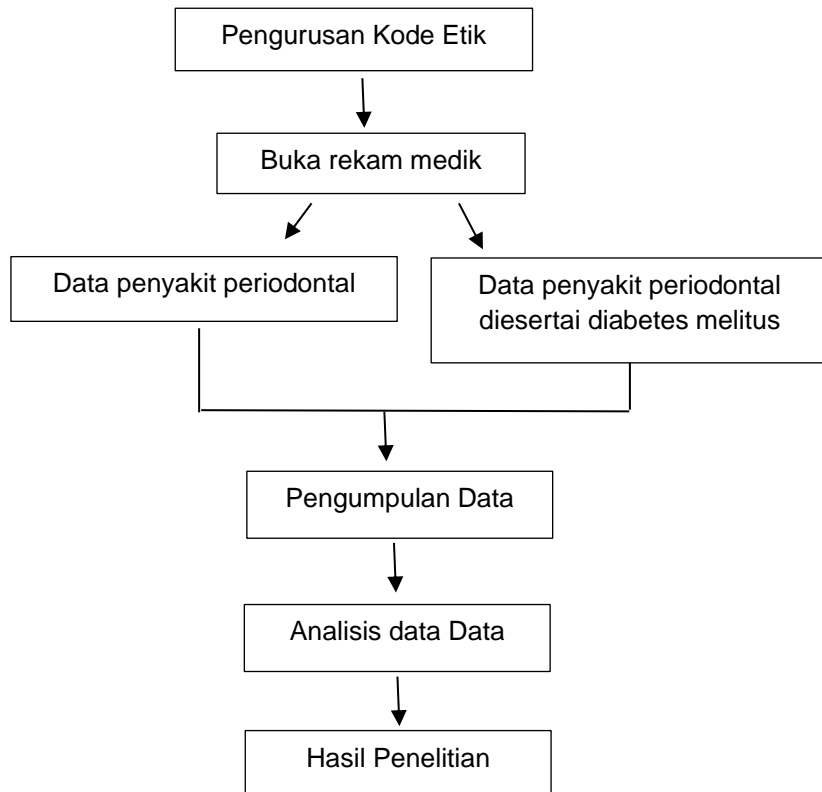 Pengurusan Kode Etik
Buka rekam medik
Data penyakit periodontal
Data penyakit periodontal
diesertai diabetes melitus
Pengumpulan Data
Analisis data Data
Hasil Penelitian